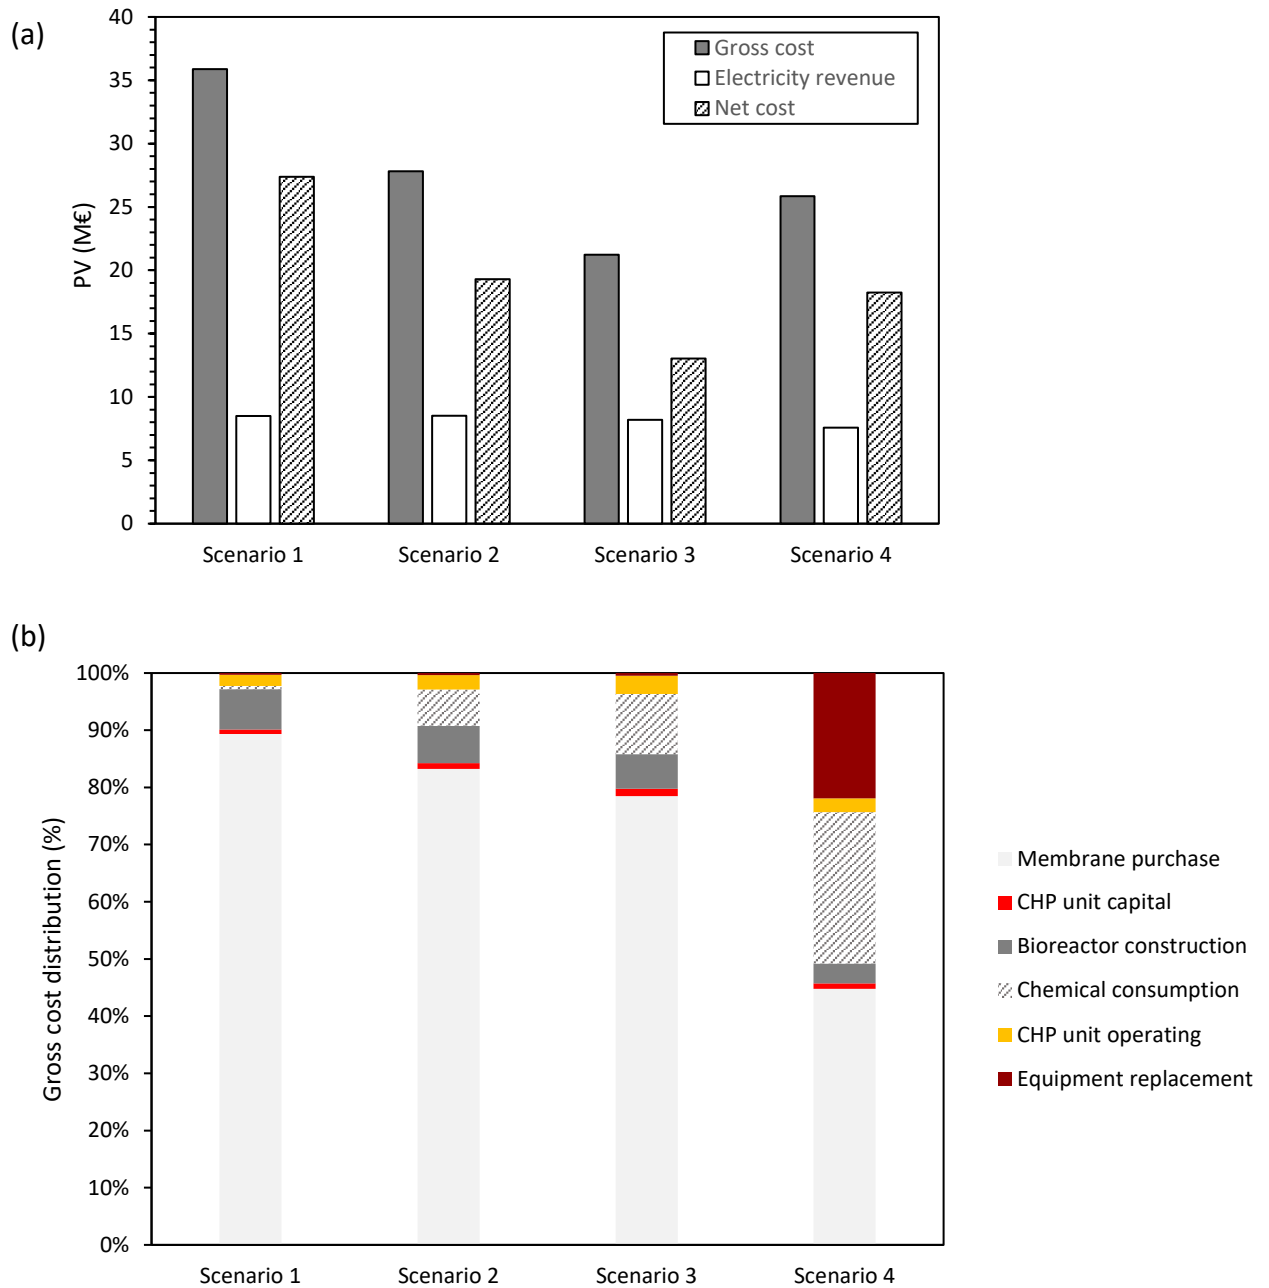 (a)
40
35
30
25
20
15
10
5
0
PV (M€)
Gross cost
Electricity revenue
Net cost
Scenario 1 Scenario 2 Scenario 3 Scenario 4
(b)
100%
90%
80%
70%
60%
50%
40%
30%
20%
10%
0%
Gross cost distribution (%)
Membrane purchase
CHP unit capital
Bioreactor construction
Chemical consumption
CHP unit operating
Equipment replacement
Scenario 1 Scenario 2 Scenario 3 Scenario 4